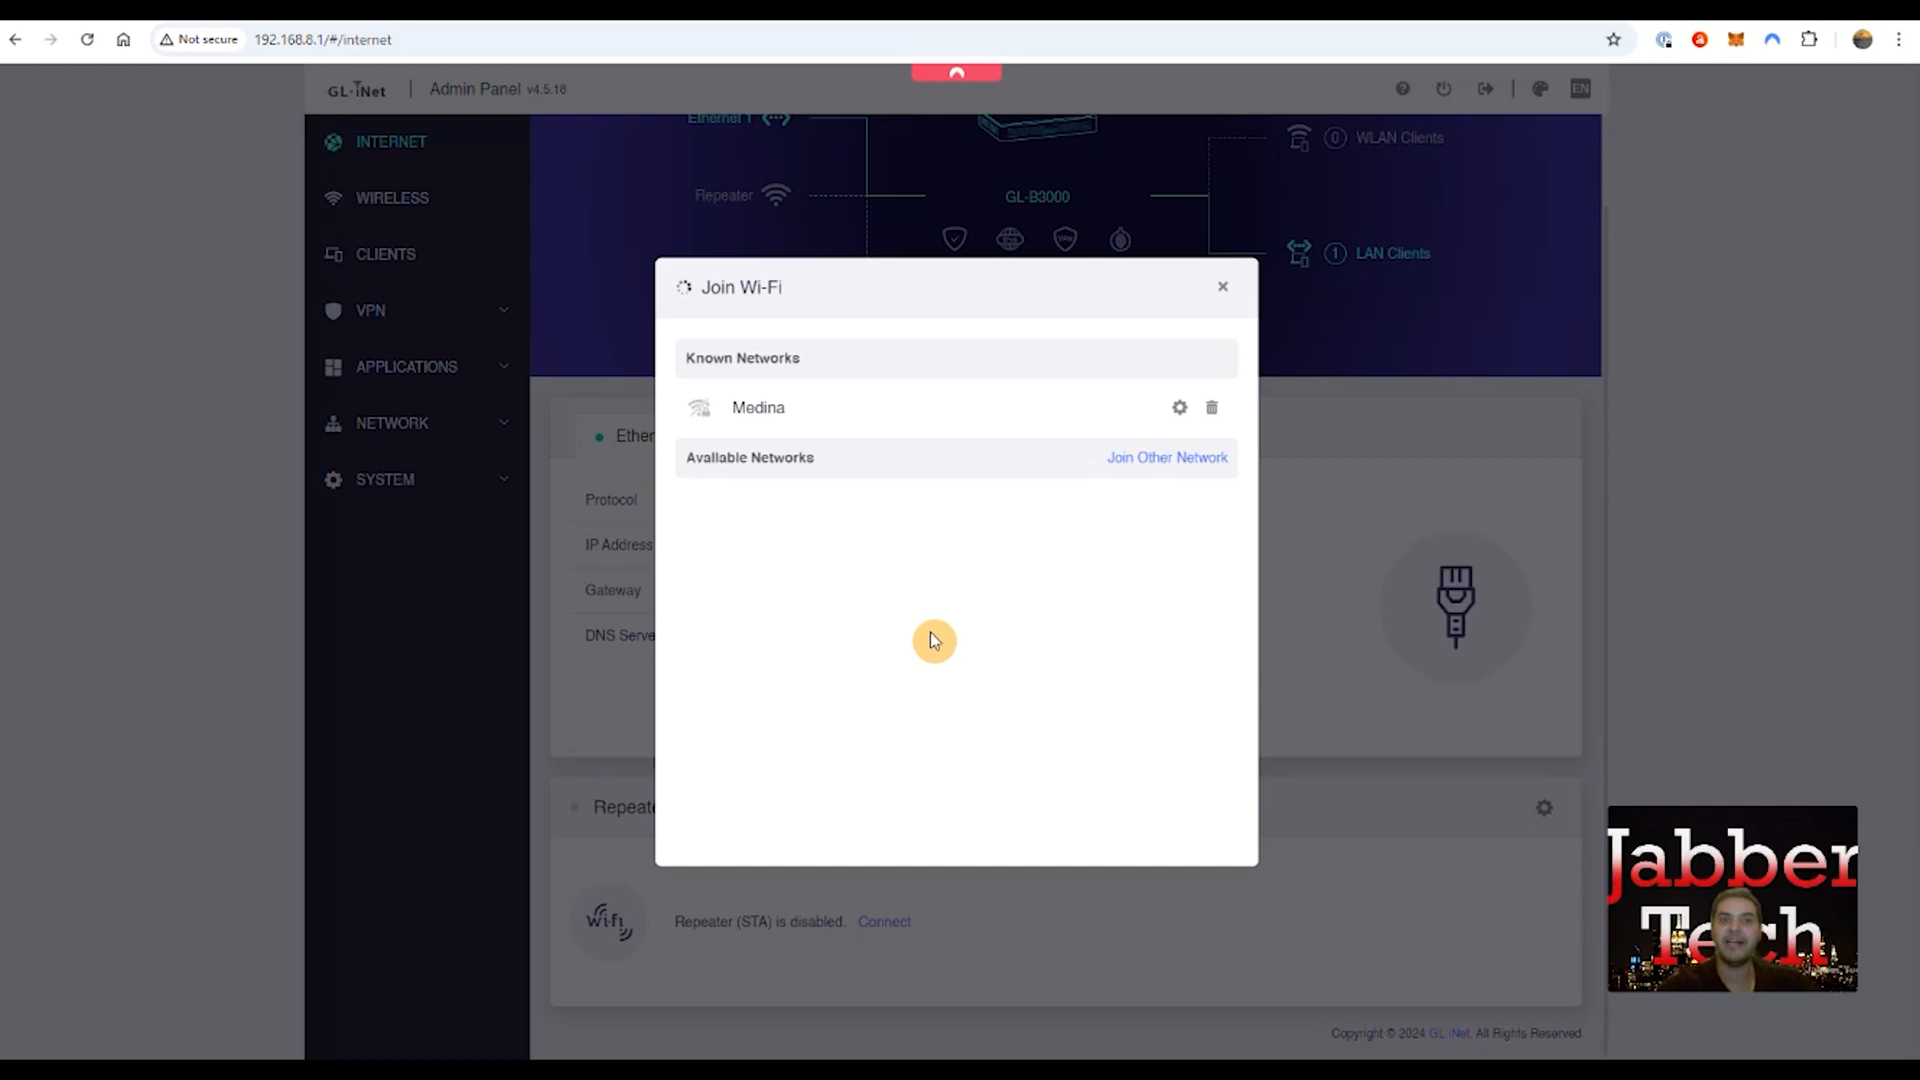 Not secure
192.168.8.1/#/internet
GL·iNet
Admin Panel v4.5.18
EN
INTERNET
WIRELESS
CLIENTS
VPN
APPLICATIONS
NETWORK
SYSTEM
Ethernet 1
Repeater
GL-B3000
VPN
0 WLAN Clients
1 LAN Clients
Join Wi-Fi
Known Networks
Medina
Available Networks
Join Other Network
Ether
Protocol
IP Address
Gateway
DNS Serve
Repeate
Wi-Fi
Repeater (STA) is disabled. Connect
Jabber
Tech
Copyright © 2024 GL.iNet. All Rights Reserved